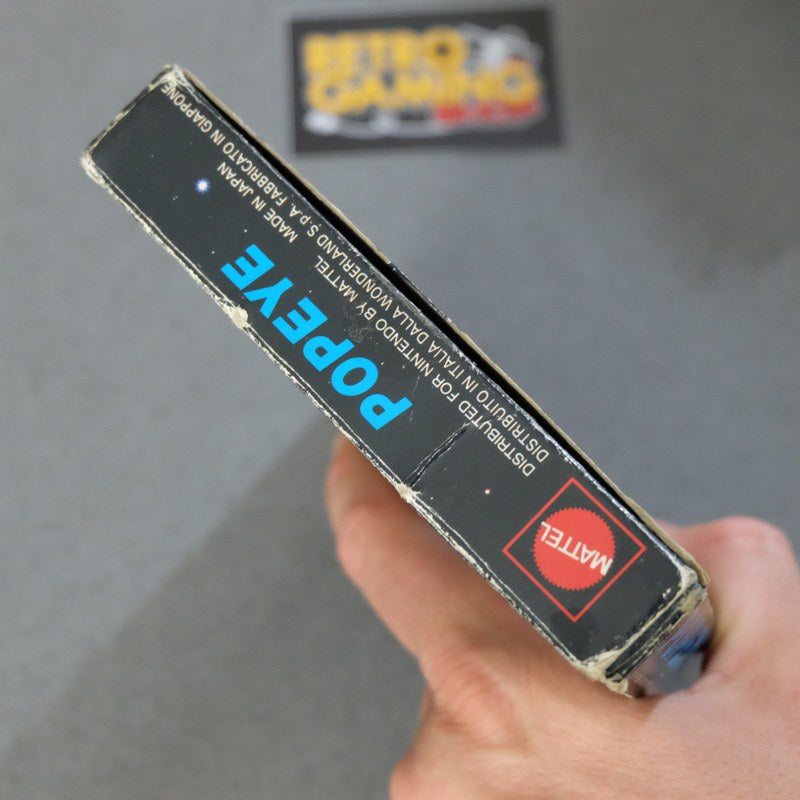 RETRO
GAMING
MATTEL
POPEYE
MADE IN JAPAN
DISTRIBUTED FOR NINTENDO BY MATTEL
DISTRIBUITO IN ITALIA DALLA WONDERLAND S.p.A. FABBRICATO IN GIAPPONE